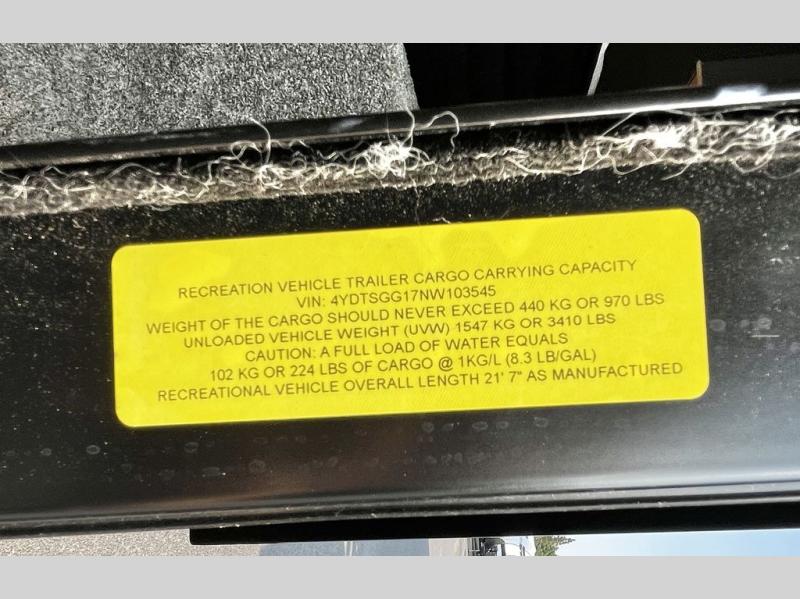 RECREATION VEHICLE TRAILER CARGO CARRYING CAPACITY
VIN: 4YDTSGG17NW103545
WEIGHT OF THE CARGO SHOULD NEVER EXCEED 440 KG OR 970 LBS
UNLOADED VEHICLE WEIGHT (UVW) 1547 KG OR 3410 LBS
CAUTION: A FULL LOAD OF WATER EQUALS
102 KG OR 224 LBS OF CARGO @ 1KG/L (8.3 LB/GAL)
RECREATIONAL VEHICLE OVERALL LENGTH 21' 7" AS MANUFACTURED